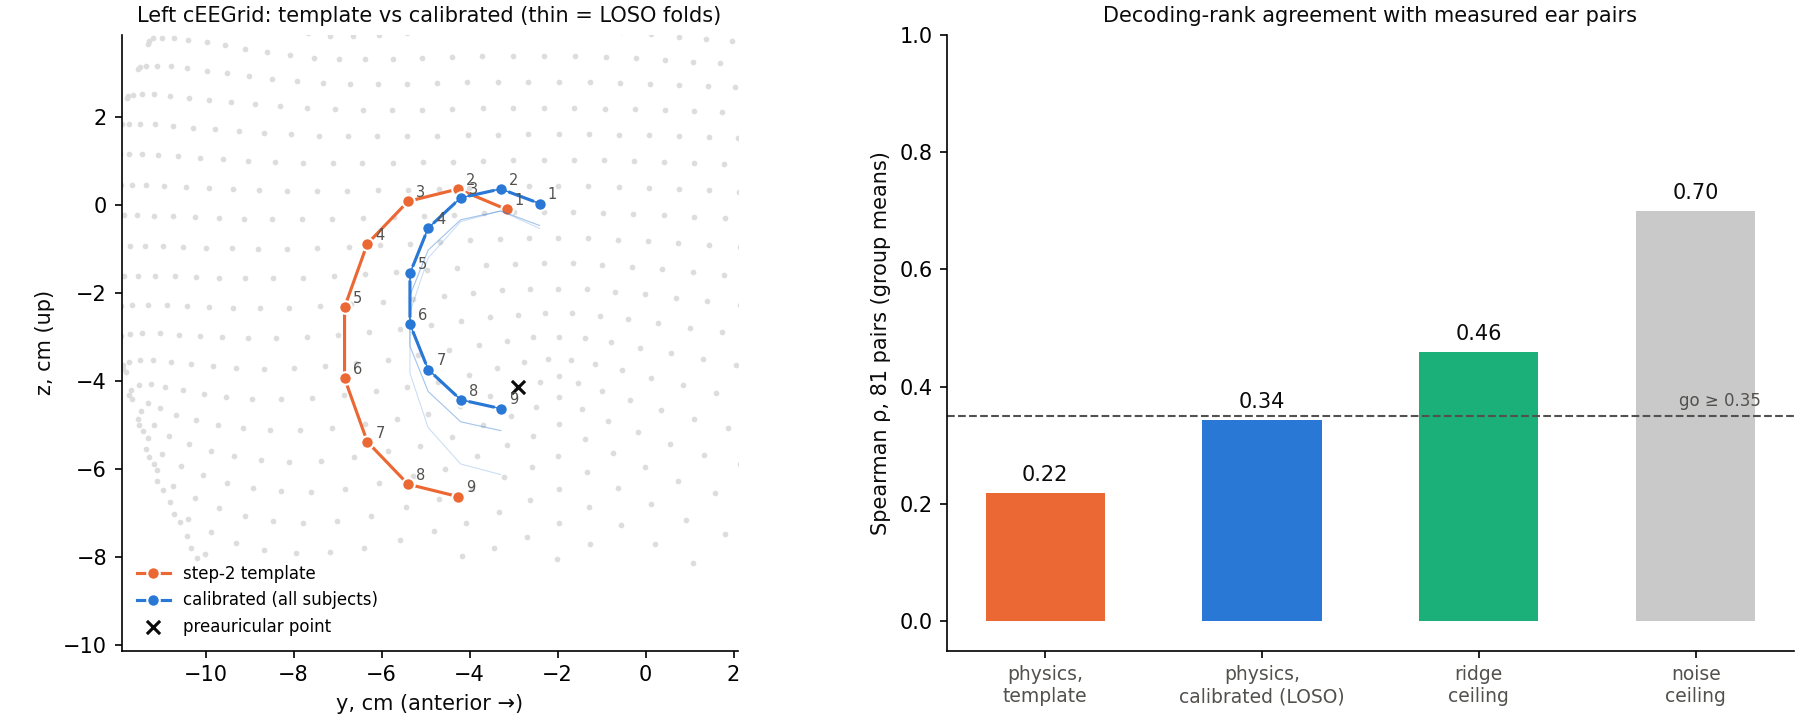 Left cEEGrid: template vs calibrated (thin = LOSO folds)
z, cm (up)
2
0
−2
−4
−6
−8
−10
1
2
3
4
5
6
7
8
9
1
2
3
4
5
6
7
8
9
step-2 template
calibrated (all subjects)
preauricular point
−10
−8
−6
−4
−2
0
2
y, cm (anterior →)
Decoding-rank agreement with measured ear pairs
Spearman ρ, 81 pairs (group means)
1.0
0.8
0.6
0.4
0.2
0.0
0.22
0.34
0.46
0.70
go ≥ 0.35
physics,
template
physics,
calibrated (LOSO)
ridge
ceiling
noise
ceiling